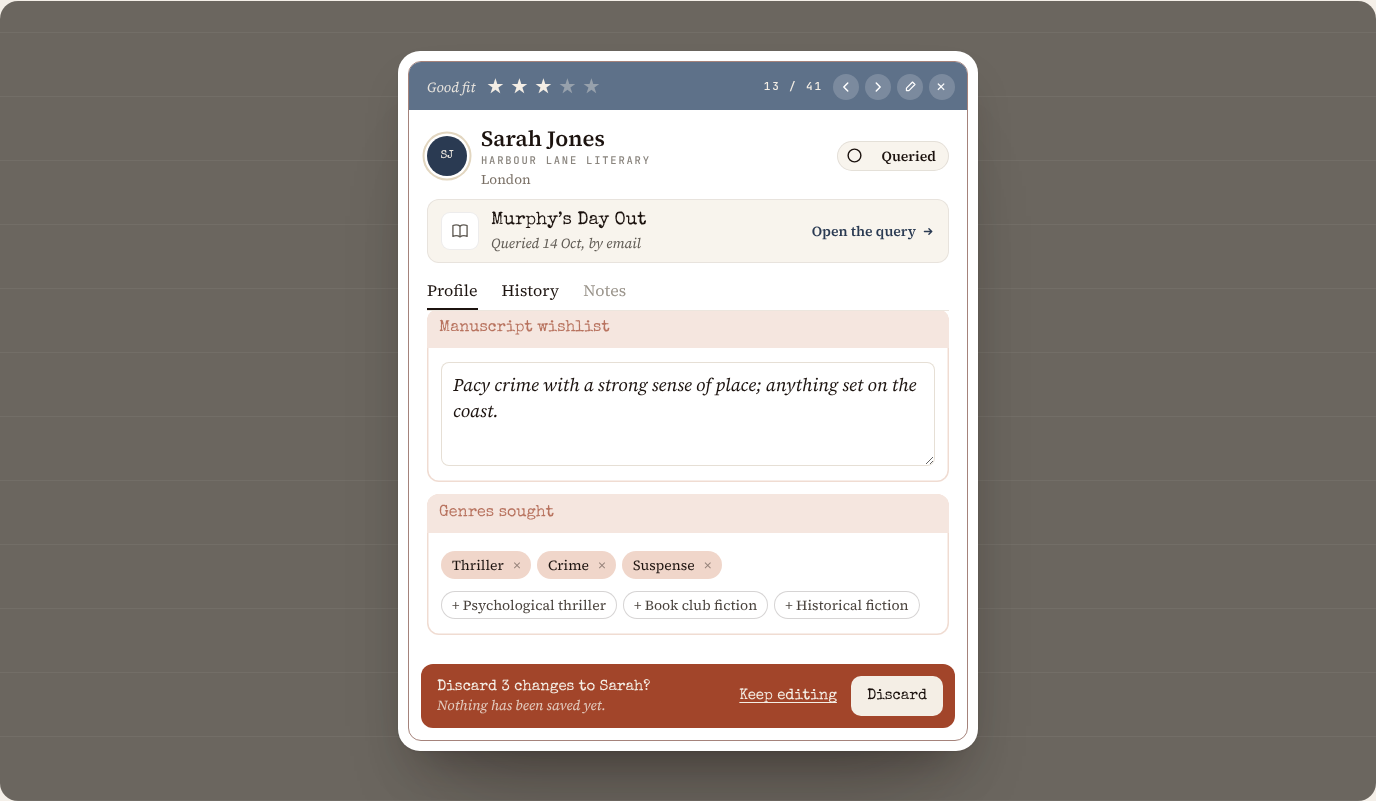 Good fit
13 / 41
SJ
Sarah Jones
HARBOUR LANE LITERARY
London
Queried
Murphy's Day Out
Queried 14 Oct, by email
Open the query →
Profile History Notes
Manuscript wishlist
Pacy crime with a strong sense of place; anything set on the
coast.
Genres sought
Thriller × Crime × Suspense ×
+ Psychological thriller + Book club fiction + Historical fiction
Discard 3 changes to Sarah?
Nothing has been saved yet.
Keep editing
Discard